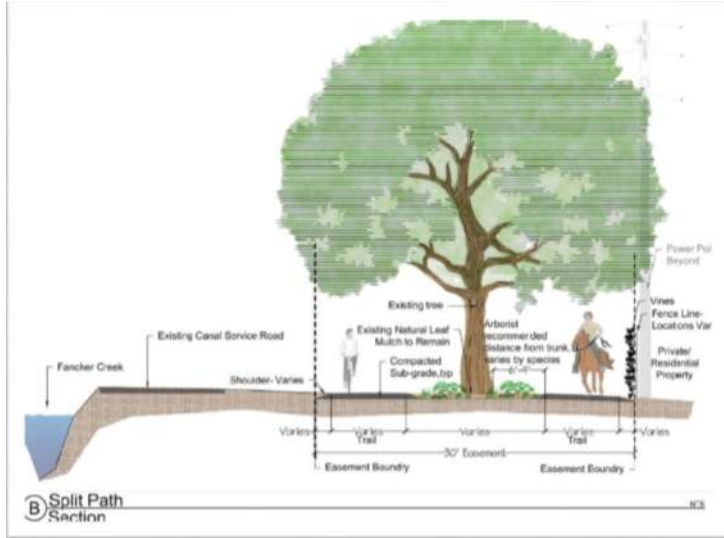 Power Pol
Beyond
Vines
Fence Line-
Locations Var
Private/
Residential
Property
Existing tree
Existing Natural Leaf
Mulch to Remain
Arborist
recommended
distance from trunk,
varies by species
Compacted
Sub-grade,typ
Existing Canal Service Road
Fancher Creek
Shoulder- Varies
Varies
Varies
Trail
Varies
Varies
Trail
Varies
30' Easement
Easement Boundry
Easement Boundry
B
Split Path
Section
NTS